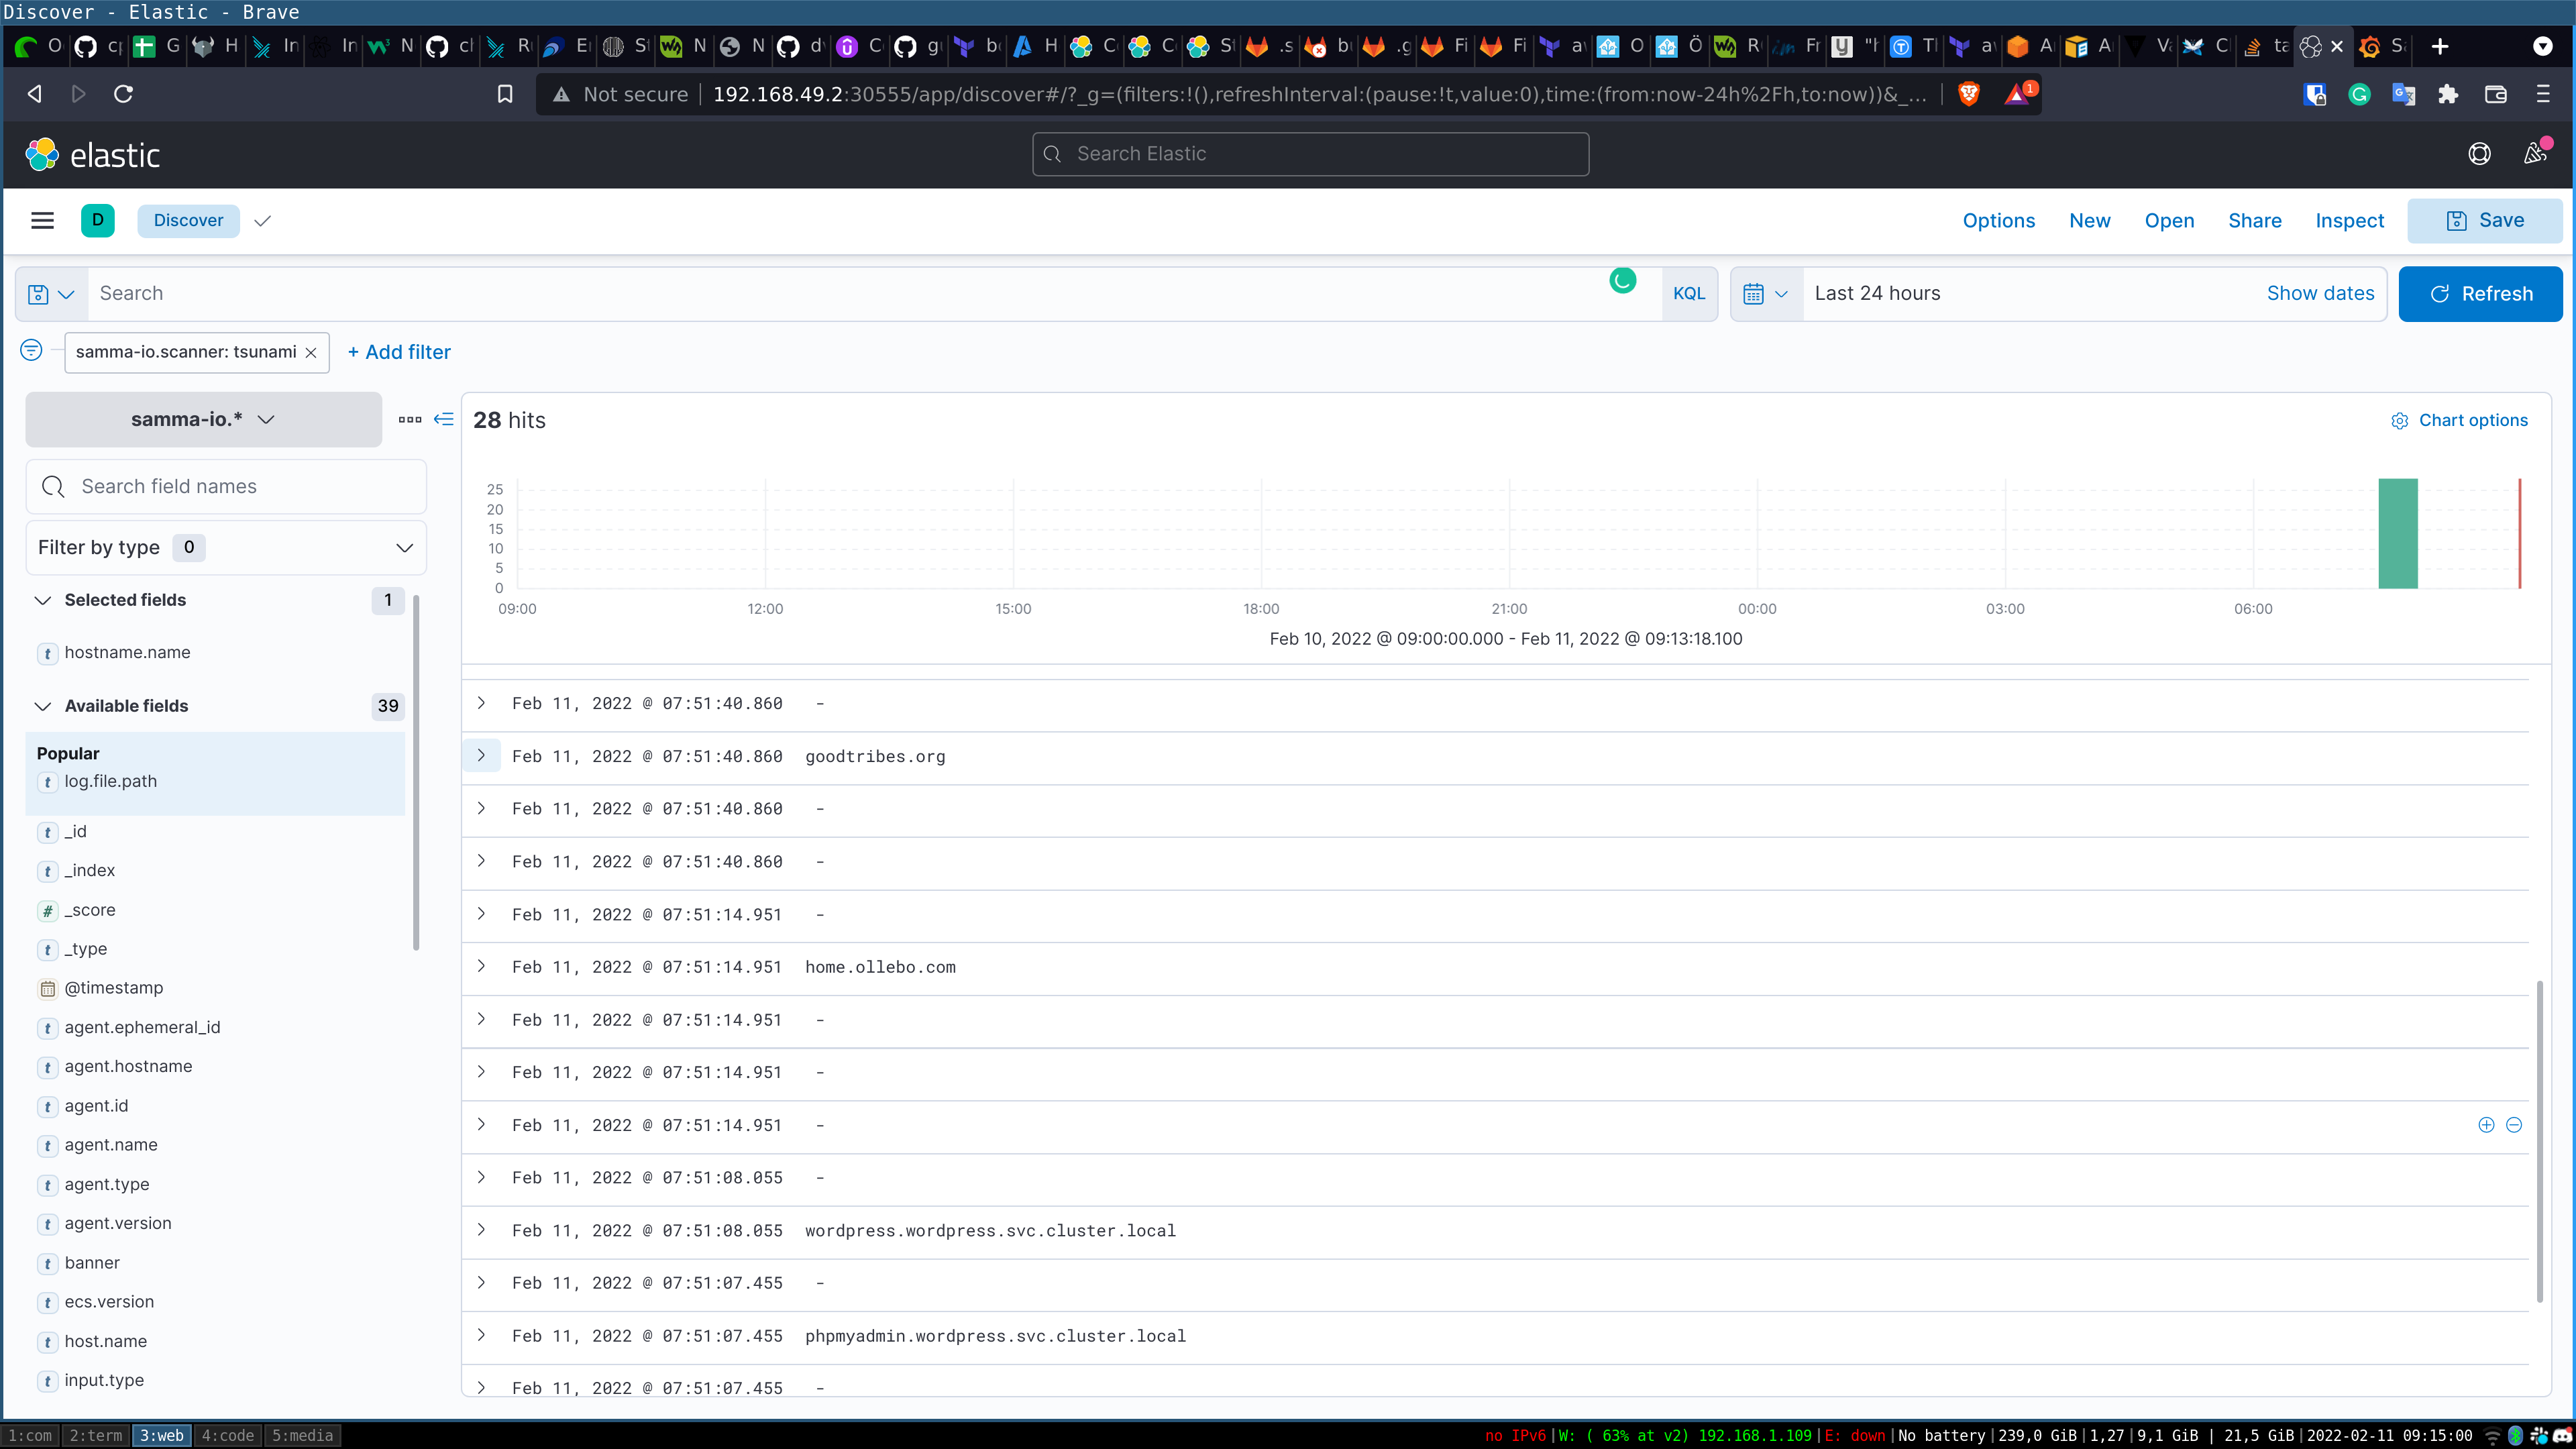 Discover - Elastic - Brave
Not secure 192.168.49.2:30555/app/discover#/?_g=(filters:!(),refreshInterval:(pause:!t,value:0),time:(from:now-24h%2Fh,to:now))&_... 1
elastic Search Elastic
D Discover Options New Open Share Inspect Save
Search KQL Last 24 hours Show dates Refresh
samma-io.scanner: tsunami + Add filter
samma-io.* 28 hits Chart options
Search field names
Filter by type 0
Selected fields 1
t hostname.name
Available fields 39
Popular
t log.file.path
t _id
t _index
# _score
t _type
@timestamp
t agent.ephemeral_id
t agent.hostname
t agent.id
t agent.name
t agent.type
t agent.version
t banner
t ecs.version
t host.name
t input.type
25
20
15
10
5
0
09:00 12:00 15:00 18:00 21:00 00:00 03:00 06:00
Feb 10, 2022 @ 09:00:00.000 - Feb 11, 2022 @ 09:13:18.100
Feb 11, 2022 @ 07:51:40.860 -
Feb 11, 2022 @ 07:51:40.860 goodtribes.org
Feb 11, 2022 @ 07:51:40.860 -
Feb 11, 2022 @ 07:51:40.860 -
Feb 11, 2022 @ 07:51:14.951 -
Feb 11, 2022 @ 07:51:14.951 home.ollebo.com
Feb 11, 2022 @ 07:51:14.951 -
Feb 11, 2022 @ 07:51:14.951 -
Feb 11, 2022 @ 07:51:14.951 -
Feb 11, 2022 @ 07:51:08.055 -
Feb 11, 2022 @ 07:51:08.055 wordpress.wordpress.svc.cluster.local
Feb 11, 2022 @ 07:51:07.455 -
Feb 11, 2022 @ 07:51:07.455 phpmyadmin.wordpress.svc.cluster.local
Feb 11, 2022 @ 07:51:07.455 -
1:com 2:term 3:web 4:code 5:media no IPv6|W: ( 63% at v2) 192.168.1.109|E: down|No battery|239,0 GiB|1,27|9,1 GiB | 21,5 GiB|2022-02-11 09:15:00